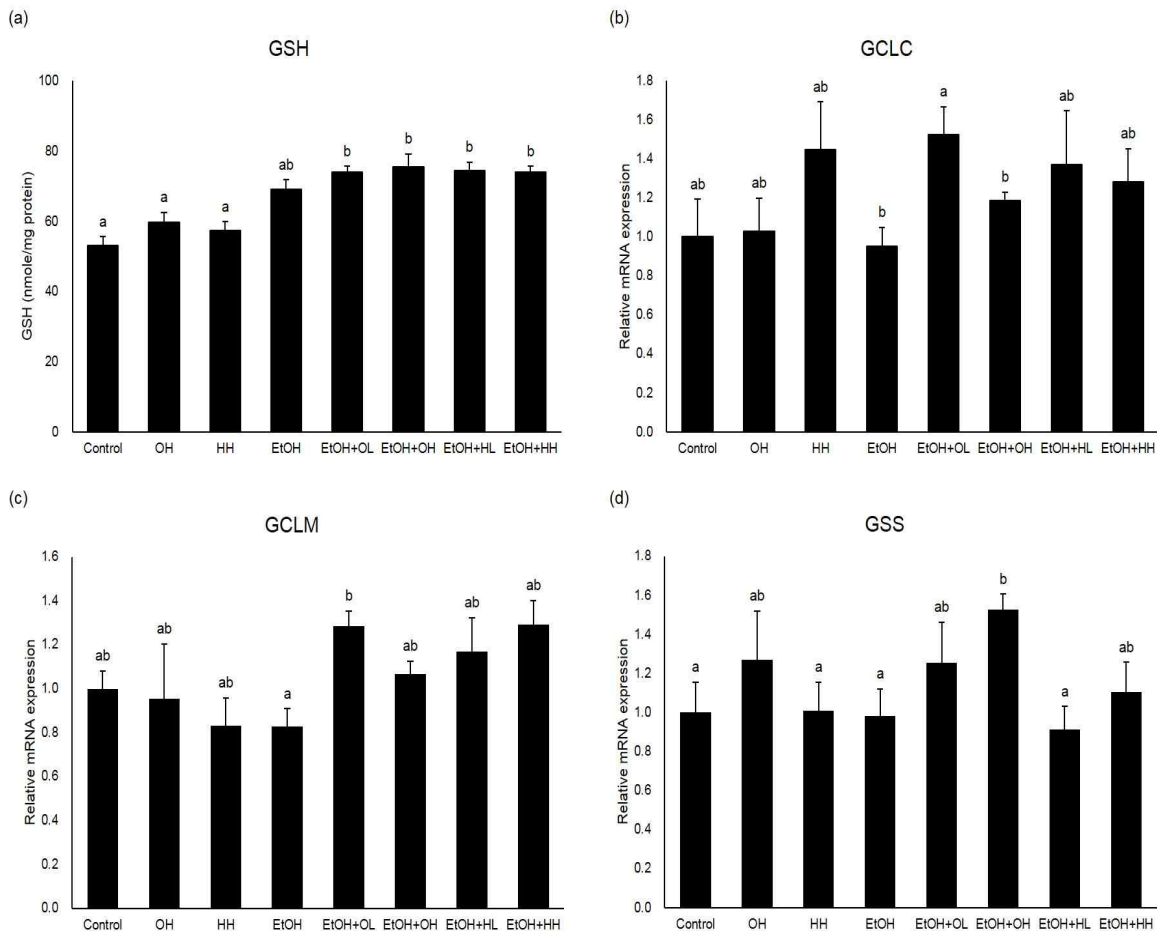 (a)
GSH
GSH (nmole/mg protein)
100
80
60
40
20
0
a
a
a
ab
b
b
b
b
Control OH HH EtOH EtOH+OL EtOH+OH EtOH+HL EtOH+HH
(b)
GCLC
Relative mRNA expression
1.8
1.6
1.4
1.2
1.0
0.8
0.6
0.4
0.2
0.0
ab
ab
ab
b
a
b
ab
ab
Control OH HH EtOH EtOH+OL EtOH+OH EtOH+HL EtOH+HH
(c)
GCLM
Relative mRNA expression
1.6
1.4
1.2
1.0
0.8
0.6
0.4
0.2
0.0
ab
ab
ab
a
b
ab
ab
ab
Control OH HH EtOH EtOH+OL EtOH+OH EtOH+HL EtOH+HH
(d)
GSS
Relative mRNA expression
1.8
1.6
1.4
1.2
1.0
0.8
0.6
0.4
0.2
0.0
a
ab
a
a
ab
b
a
ab
Control OH HH EtOH EtOH+OL EtOH+OH EtOH+HL EtOH+HH